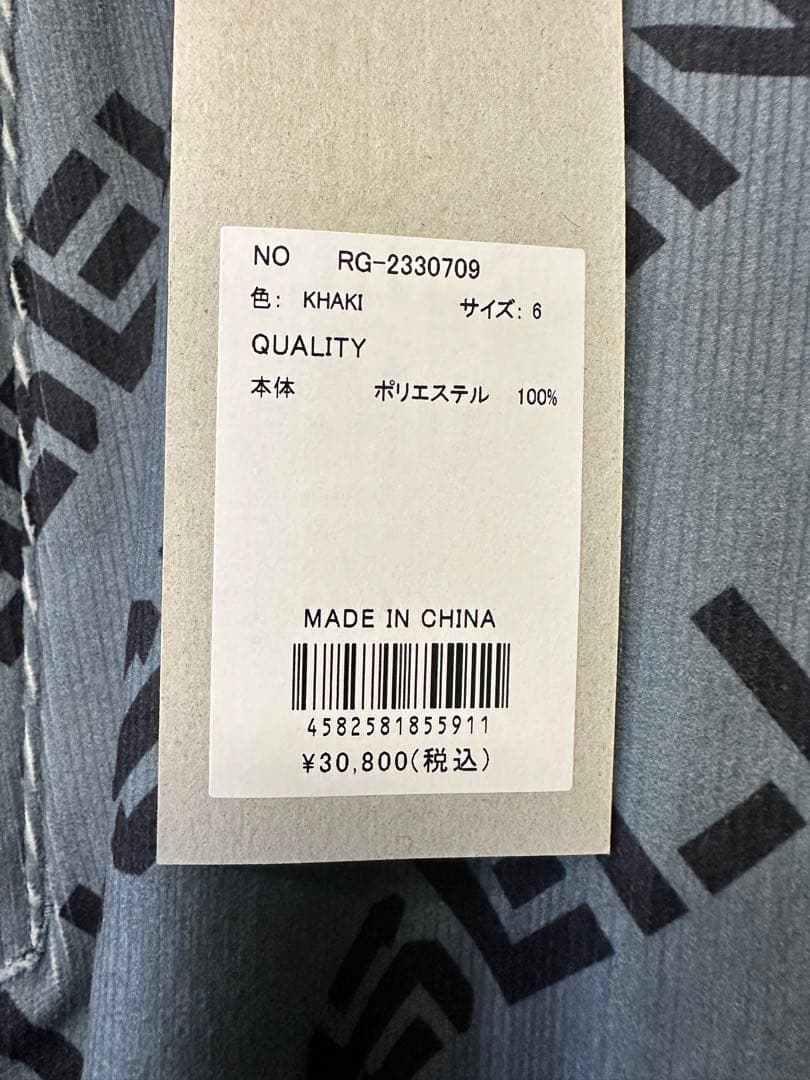 NO RG-2330709
色: KHAKI サイズ: 6
QUALITY
本体 ポリエステル 100%
MADE IN CHINA
4582581855911
¥30,800(税込)